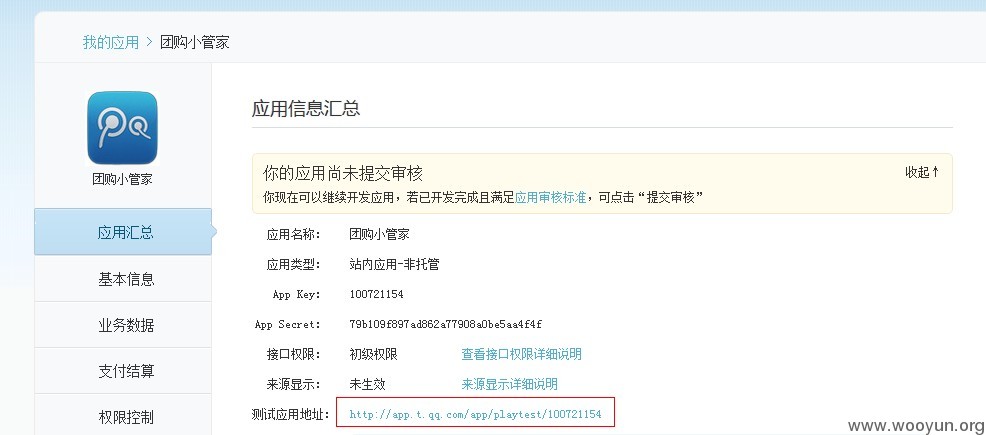 我的应用 > 团购小管家
团购小管家
应用汇总
基本信息
业务数据
支付结算
权限控制
应用信息汇总
你的应用尚未提交审核 收起↑
你现在可以继续开发应用，若已开发完成且满足应用审核标准，可点击“提交审核”
应用名称： 团购小管家
应用类型： 站内应用-非托管
App Key: 100721154
App Secret: 79b109f897ad862a77908a0be5aa4f4f
接口权限： 初级权限 查看接口权限详细说明
来源显示： 未生效 来源显示详细说明
测试应用地址： http://app.t.qq.com/app/playtest/100721154
www.wooyun.org